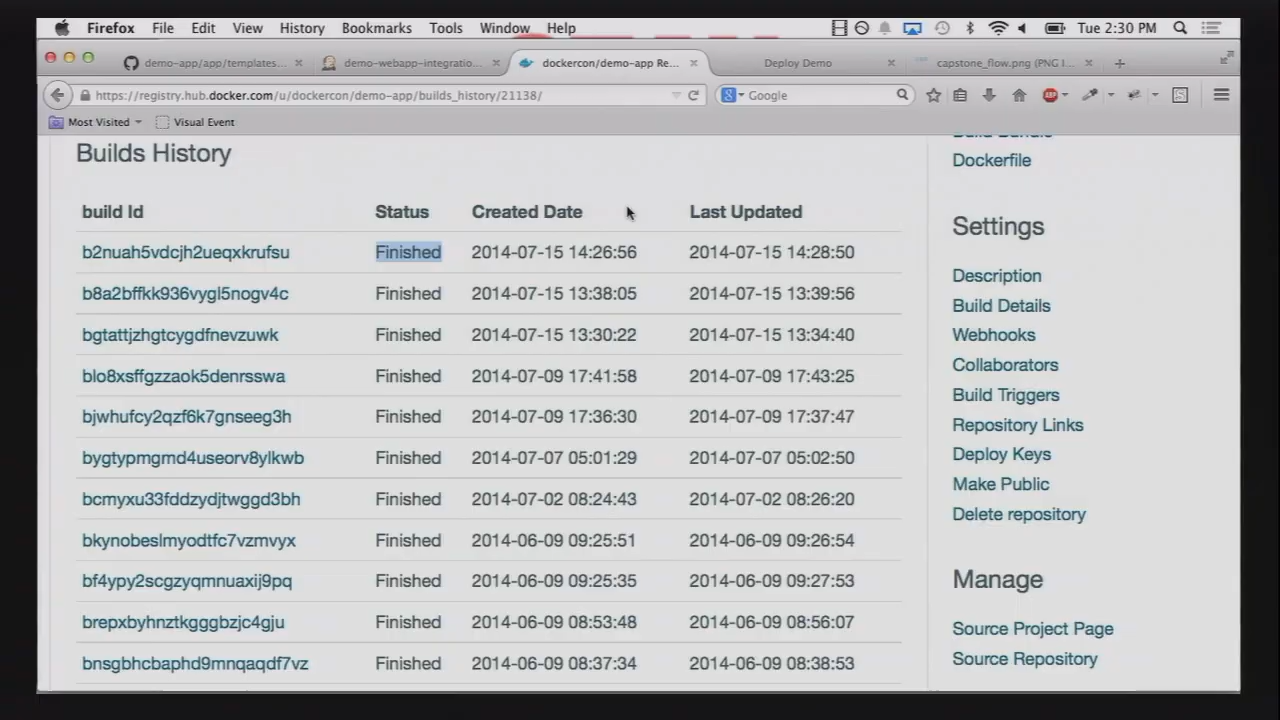 Firefox File Edit View History Bookmarks Tools Window Help Tue 2:30 PM
demo-app/app/templates... demo-webapp-integratio... dockercon/demo-app Re... Deploy Demo capstone_flow.png (PNG I...
https://registry.hub.docker.com/u/dockercon/demo-app/builds_history/21138/ Google
Most Visited Visual Event
Builds History
build Id Status Created Date Last Updated
b2nuah5vdcjh2ueqxkrufsu Finished 2014-07-15 14:26:56 2014-07-15 14:28:50
b8a2bffkk936vygl5nogv4c Finished 2014-07-15 13:38:05 2014-07-15 13:39:56
bgtattjzhgtcygdfnevzuwk Finished 2014-07-15 13:30:22 2014-07-15 13:34:40
blo8xsffgzzaok5denrsswa Finished 2014-07-09 17:41:58 2014-07-09 17:43:25
bjwhufcy2qzf6k7gnseeg3h Finished 2014-07-09 17:36:30 2014-07-09 17:37:47
bygtypmgmd4useorv8ylkwb Finished 2014-07-07 05:01:29 2014-07-07 05:02:50
bcmyxu33fddzydjtwggd3bh Finished 2014-07-02 08:24:43 2014-07-02 08:26:20
bkynobeslmyodtfc7vzmvyx Finished 2014-06-09 09:25:51 2014-06-09 09:26:54
bf4ypy2scgzyqmnuaxij9pq Finished 2014-06-09 09:25:35 2014-06-09 09:27:53
brepxbyhnztkgggbzjc4gju Finished 2014-06-09 08:53:48 2014-06-09 08:56:07
bnsgbhcbaphd9mnqaqdf7vz Finished 2014-06-09 08:37:34 2014-06-09 08:38:53
Build Bundle
Dockerfile
Settings
Description
Build Details
Webhooks
Collaborators
Build Triggers
Repository Links
Deploy Keys
Make Public
Delete repository
Manage
Source Project Page
Source Repository